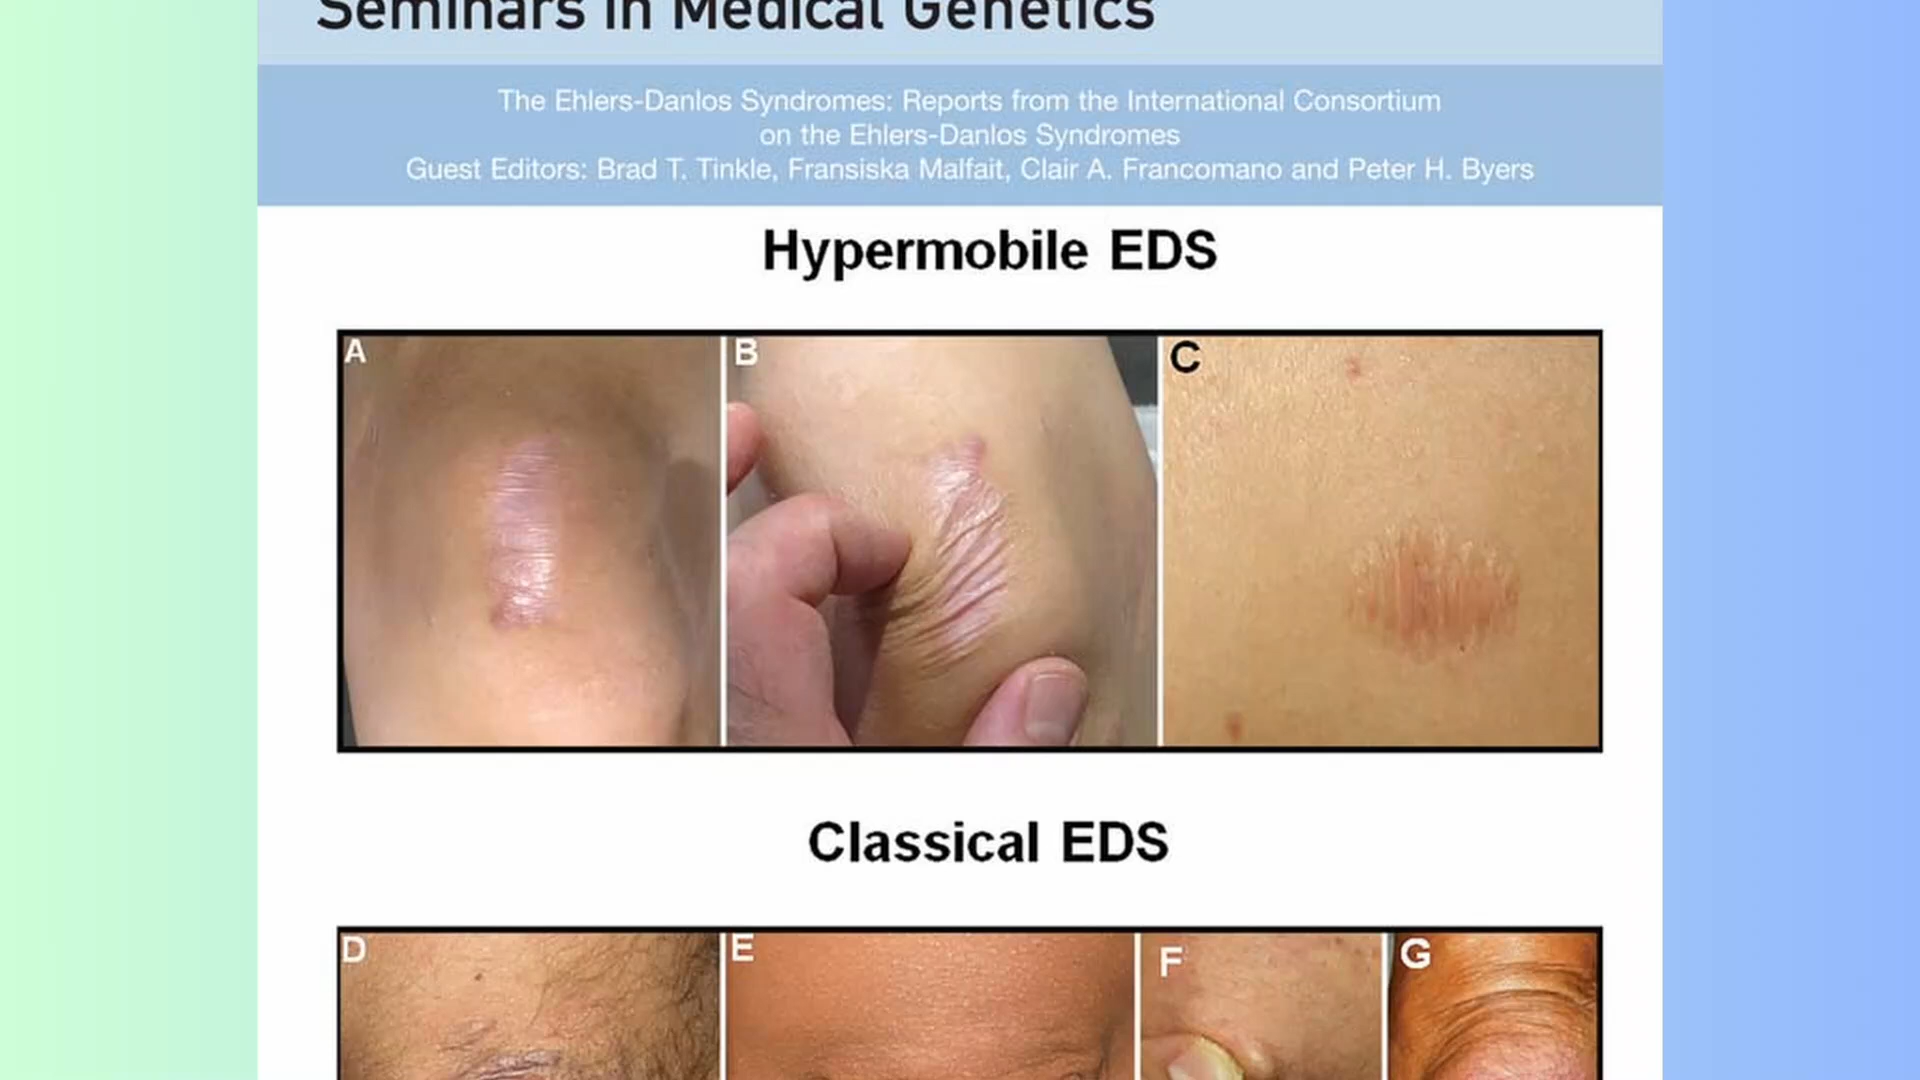 Seminars in Medical Genetics
The Ehlers-Danlos Syndromes: Reports from the International Consortium
on the Ehlers-Danlos Syndromes
Guest Editors: Brad T. Tinkle, Fransiska Malfait, Clair A. Francomano and Peter H. Byers
Hypermobile EDS
A
B
C
Classical EDS
D
E
F
G